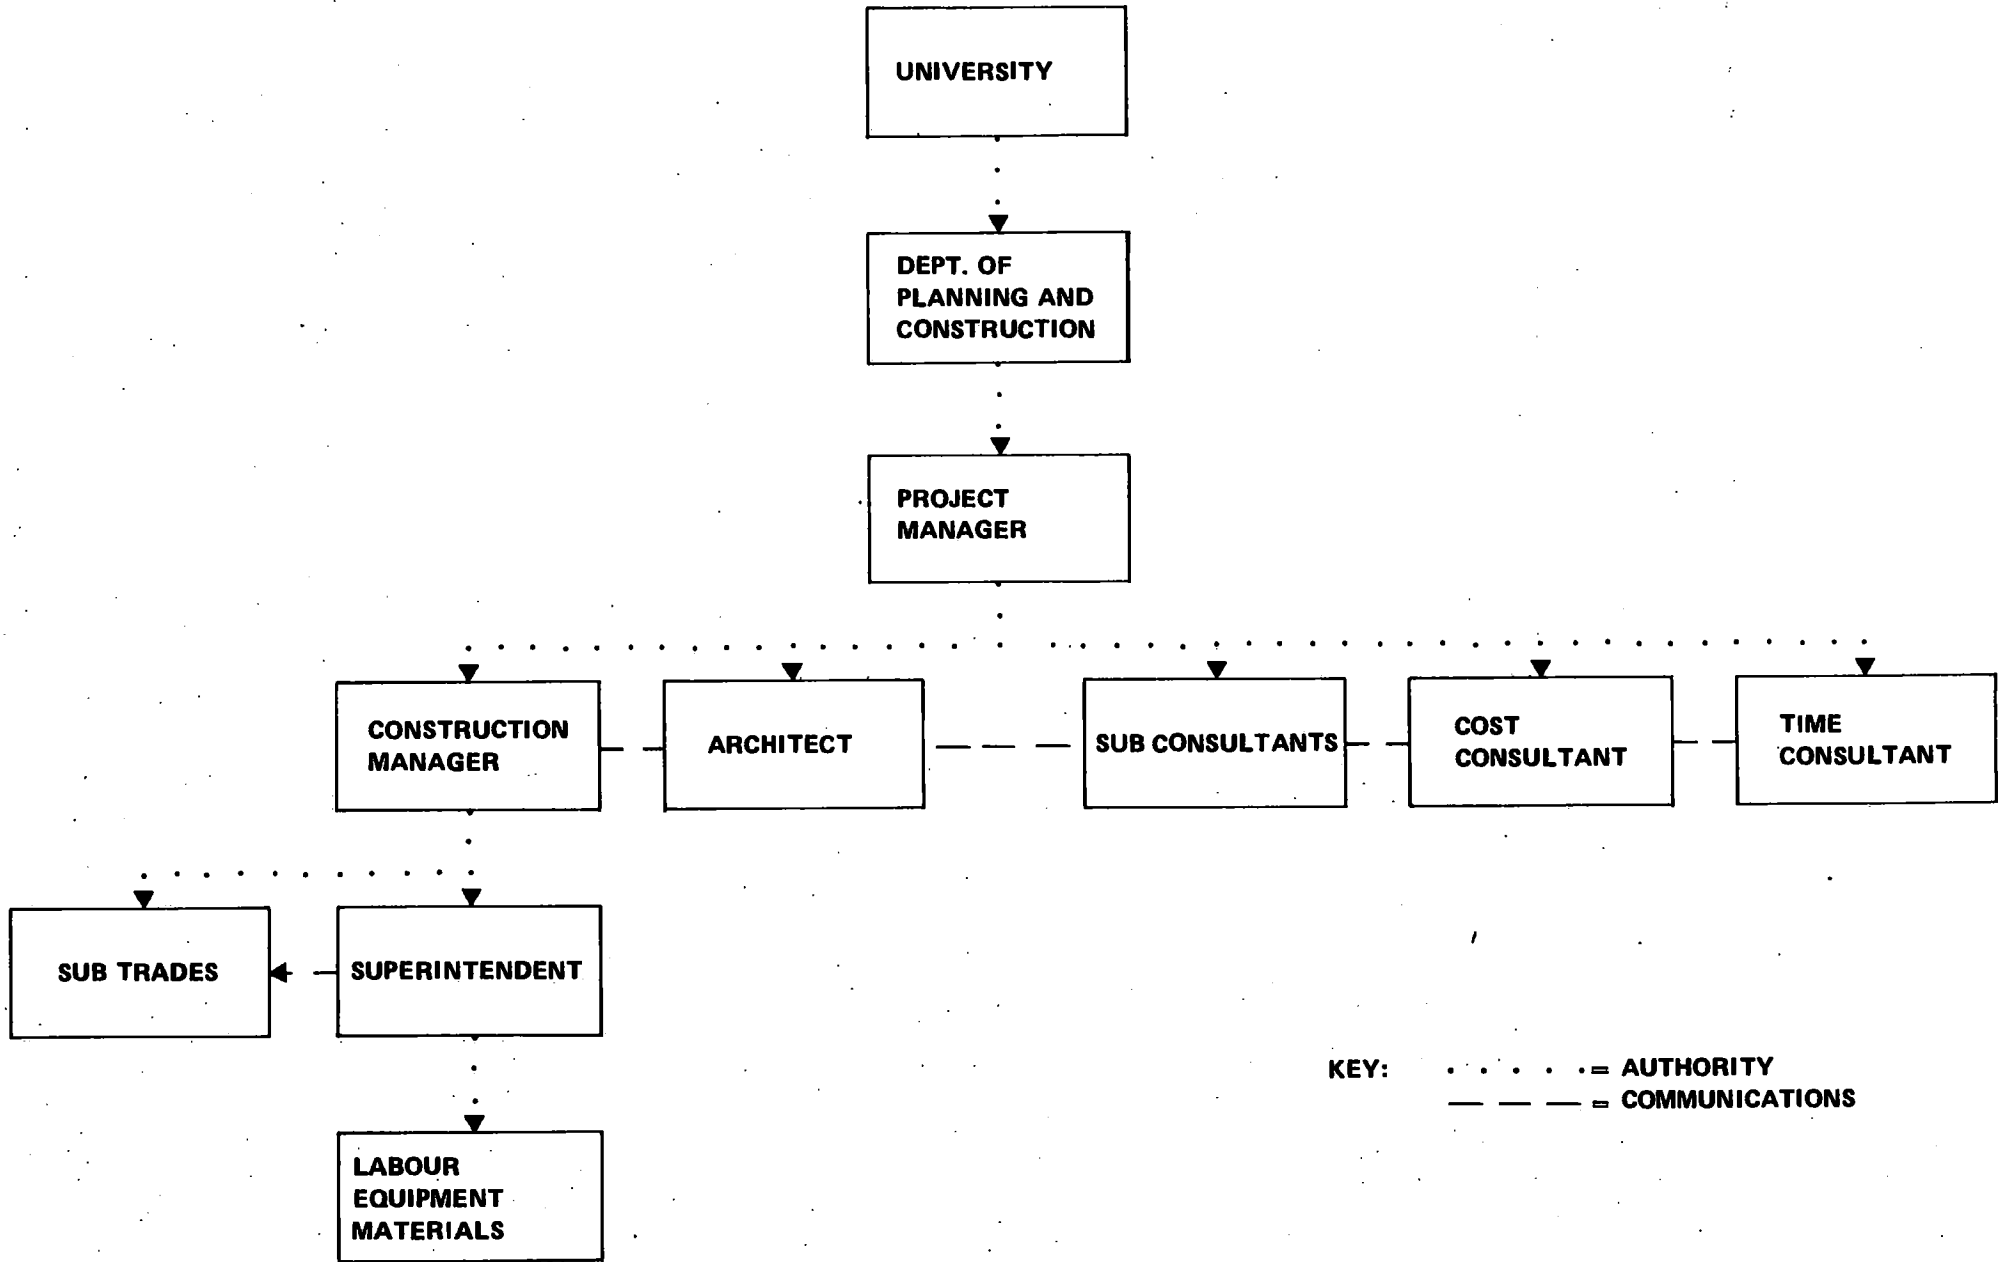 UNIVERSITY
DEPT. OF
PLANNING AND
CONSTRUCTION
PROJECT
MANAGER
CONSTRUCTION
MANAGER
ARCHITECT
SUB CONSULTANTS
COST
CONSULTANT
TIME
CONSULTANT
SUB TRADES
SUPERINTENDENT
LABOUR
EQUIPMENT
MATERIALS
KEY: . . . . . = AUTHORITY
— — — = COMMUNICATIONS